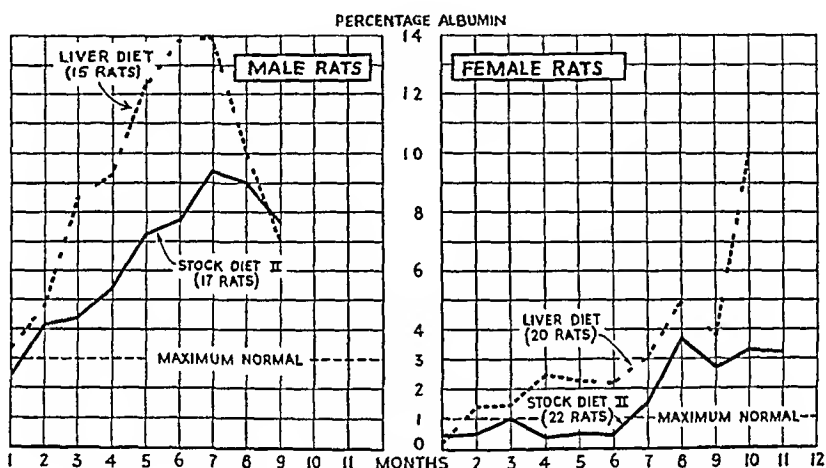 PERCENTAGE ALBUMIN
LIVER DIET
(15 RATS)
MALE RATS
STOCK DIET II
(17 RATS)
MAXIMUM NORMAL
1 2 3 4 5 6 7 8 9 10 11
MONTHS
14
12
10
8
6
4
3
2
1
0
FEMALE RATS
LIVER DIET
(20 RATS)
STOCK DIET II
(22 RATS)
MAXIMUM NORMAL
1 2 3 4 5 6 7 8 9 10 11 12